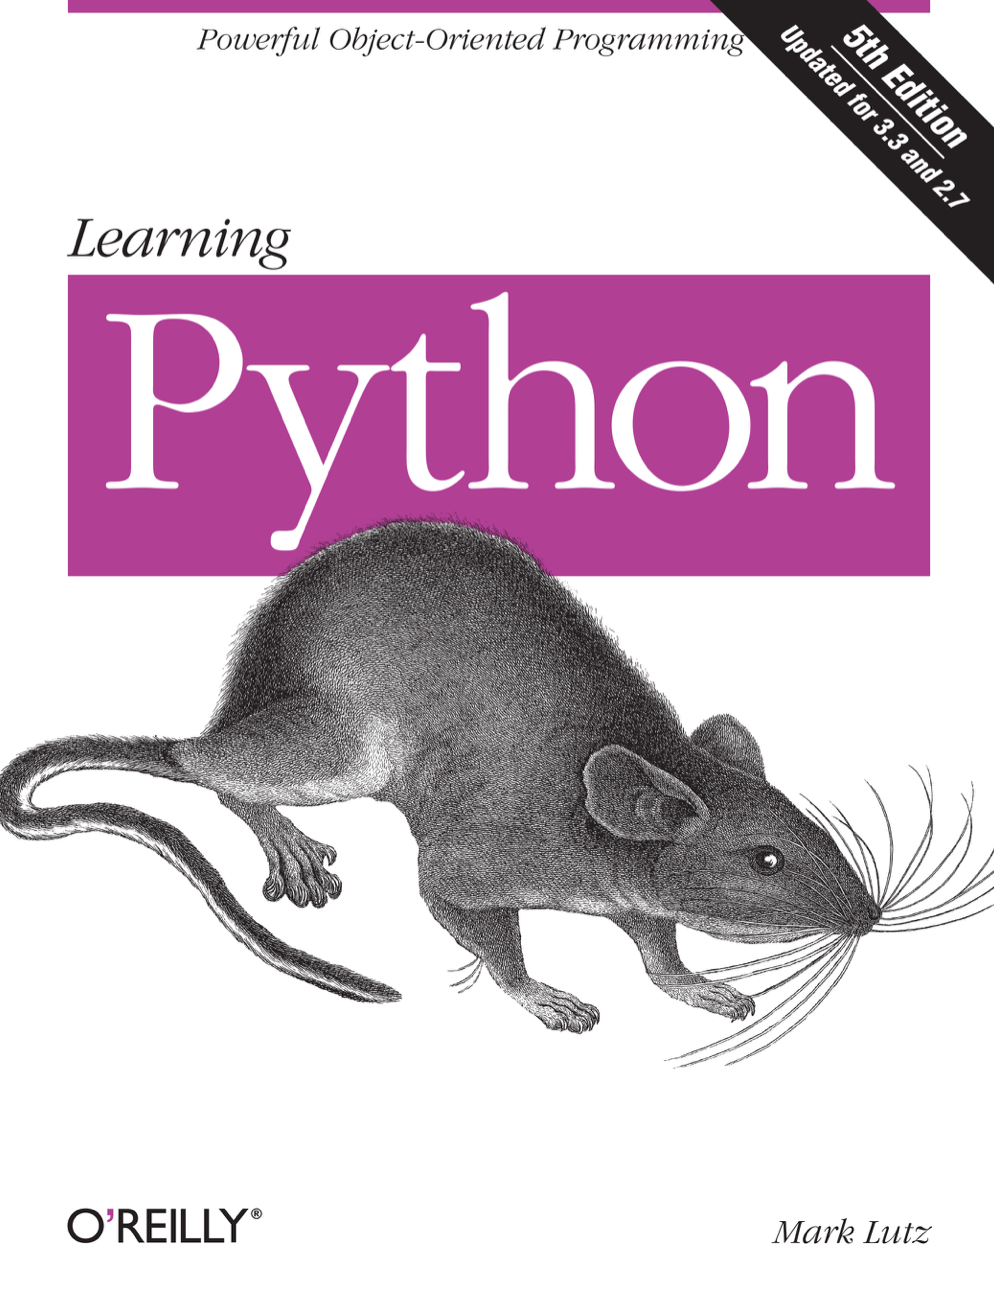 Powerful Object-Oriented Programming
5th Edition
Updated for 3.3 and 2.7
Learning
Python
O'REILLY®
Mark Lutz